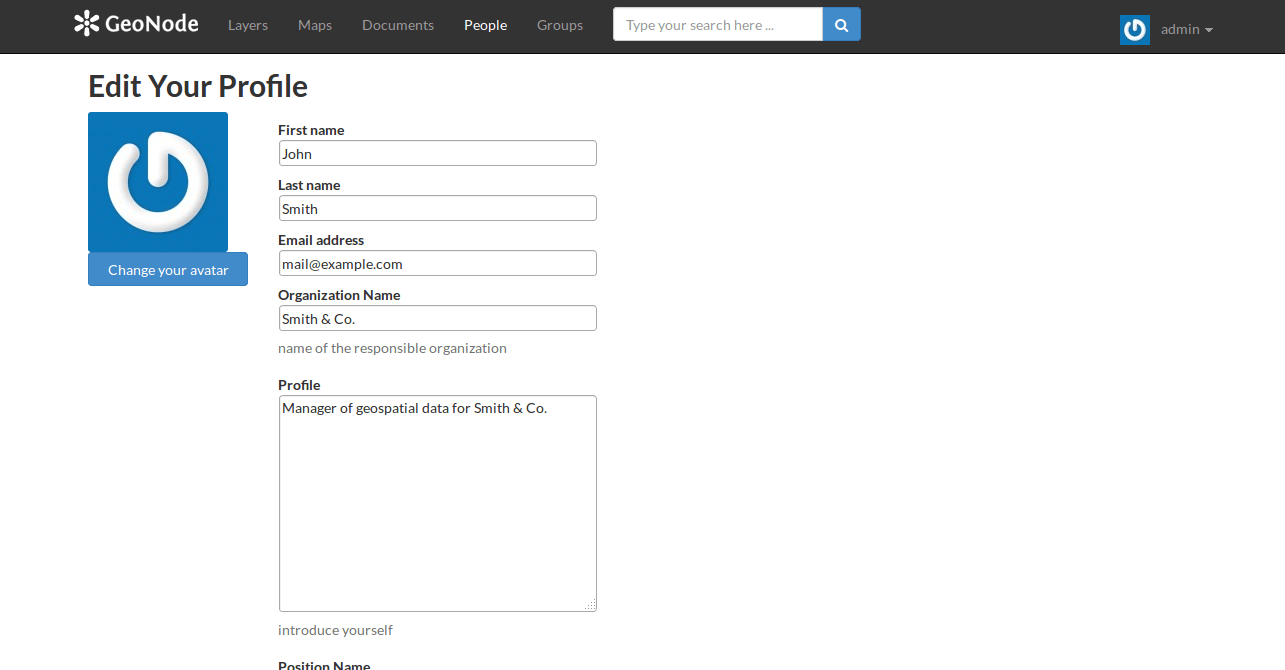 GeoNode Layers Maps Documents People Groups Type your search here ... admin
Edit Your Profile
Change your avatar
First name
John
Last name
Smith
Email address
mail@example.com
Organization Name
Smith & Co.
name of the responsible organization
Profile
Manager of geospatial data for Smith & Co.
introduce yourself
Position Name